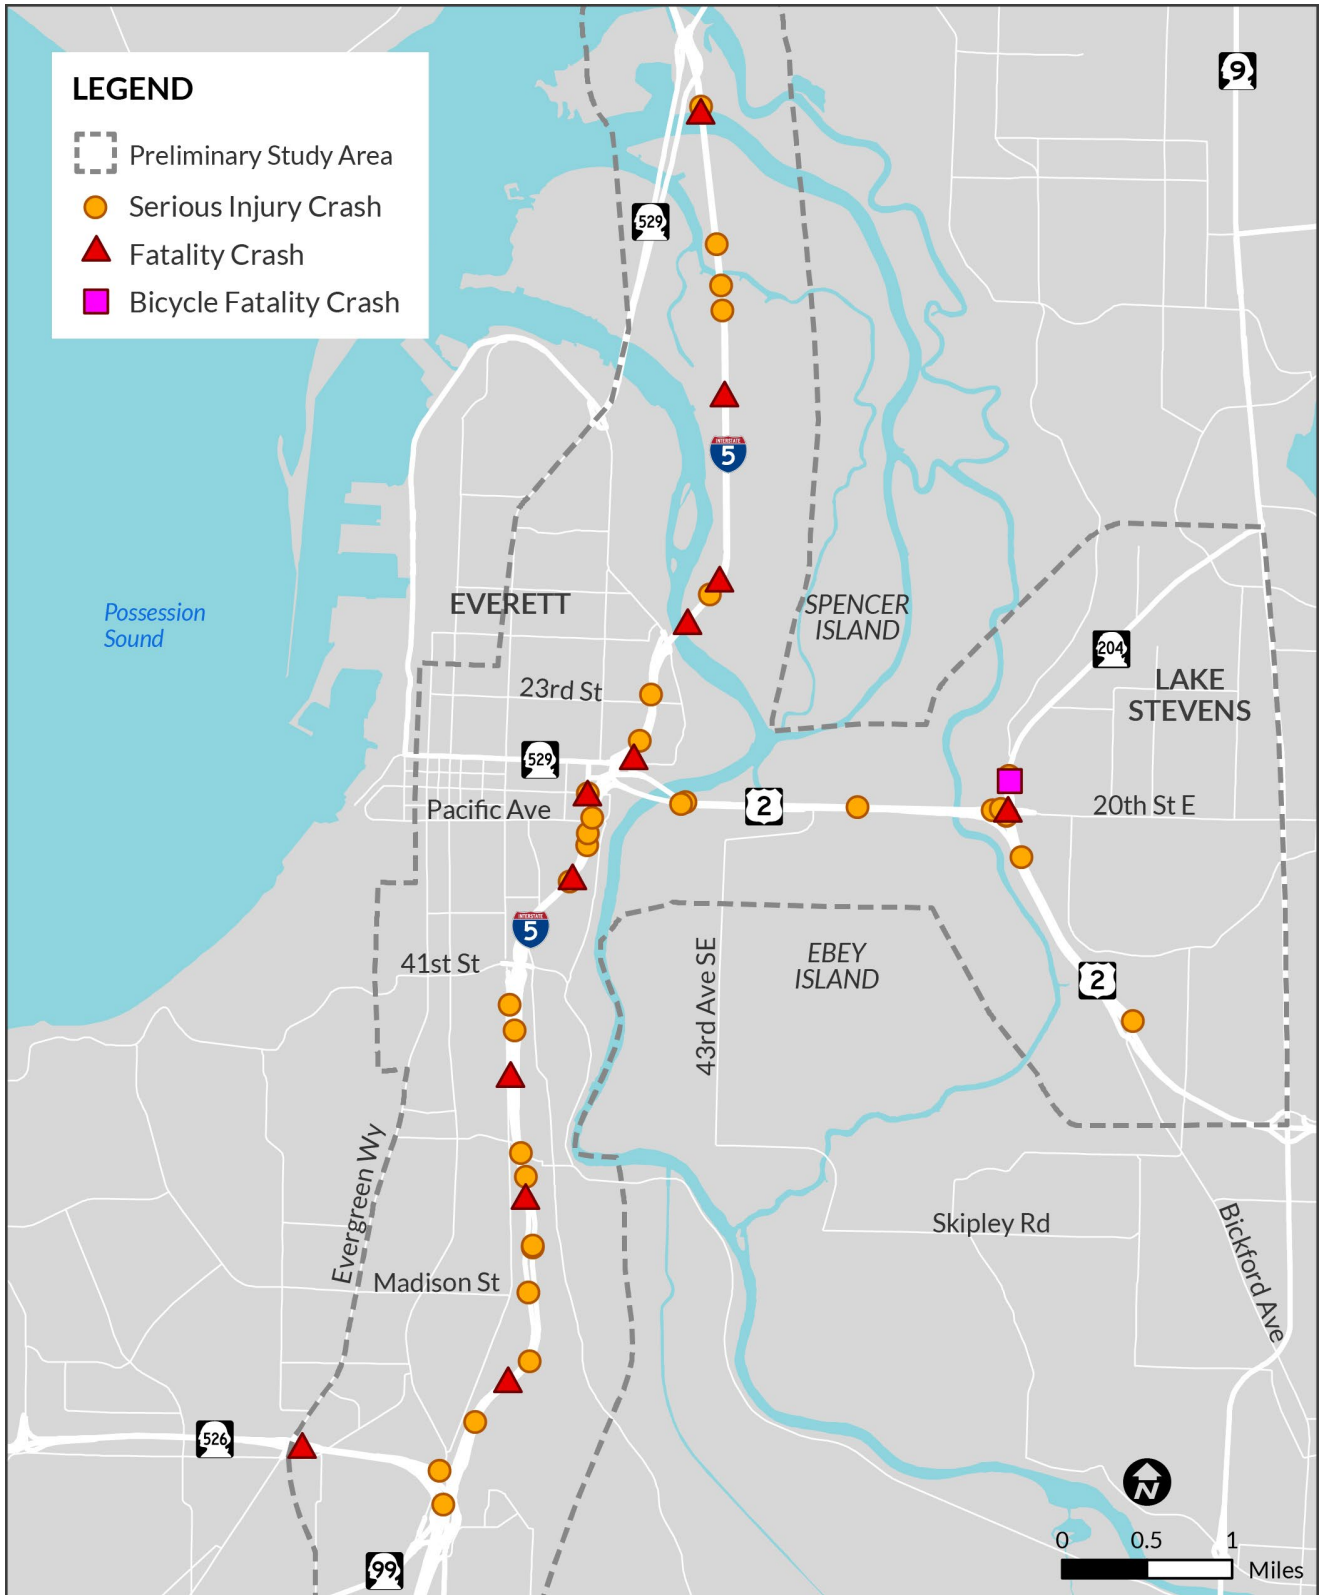 LEGEND
Preliminary Study Area
Serious Injury Crash
Fatality Crash
Bicycle Fatality Crash
9
529
INTERSTATE
5
Possession
Sound
EVERETT
SPENCER
ISLAND
204
LAKE
STEVENS
23rd St
529
Pacific Ave
2
20th St E
INTERSTATE
5
41st St
43rd Ave SE
EBEY
ISLAND
2
Evergreen Wy
Skipley Rd
Bickford Ave
Madison St
526
N
99
0 0.5 1
Miles